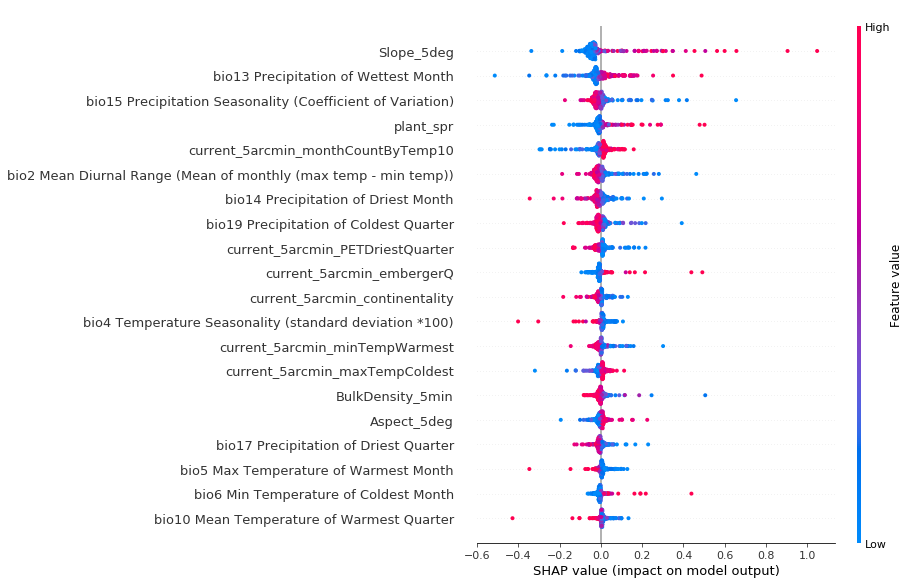 High
Slope_5deg
bio13 Precipitation of Wettest Month
bio15 Precipitation Seasonality (Coefficient of Variation)
plant_spr
current_5arcmin_monthCountByTemp10
bio2 Mean Diurnal Range (Mean of monthly (max temp - min temp))
bio14 Precipitation of Driest Month
bio19 Precipitation of Coldest Quarter
current_5arcmin_PETDriestQuarter
current_5arcmin_embergerQ
current_5arcmin_continentality
bio4 Temperature Seasonality (standard deviation *100)
current_5arcmin_minTempWarmest
current_5arcmin_maxTempColdest
BulkDensity_5min
Aspect_5deg
bio17 Precipitation of Driest Quarter
bio5 Max Temperature of Warmest Month
bio6 Min Temperature of Coldest Month
bio10 Mean Temperature of Warmest Quarter
Feature value
Low
−0.6 −0.4 −0.2 0.0 0.2 0.4 0.6 0.8 1.0
SHAP value (impact on model output)